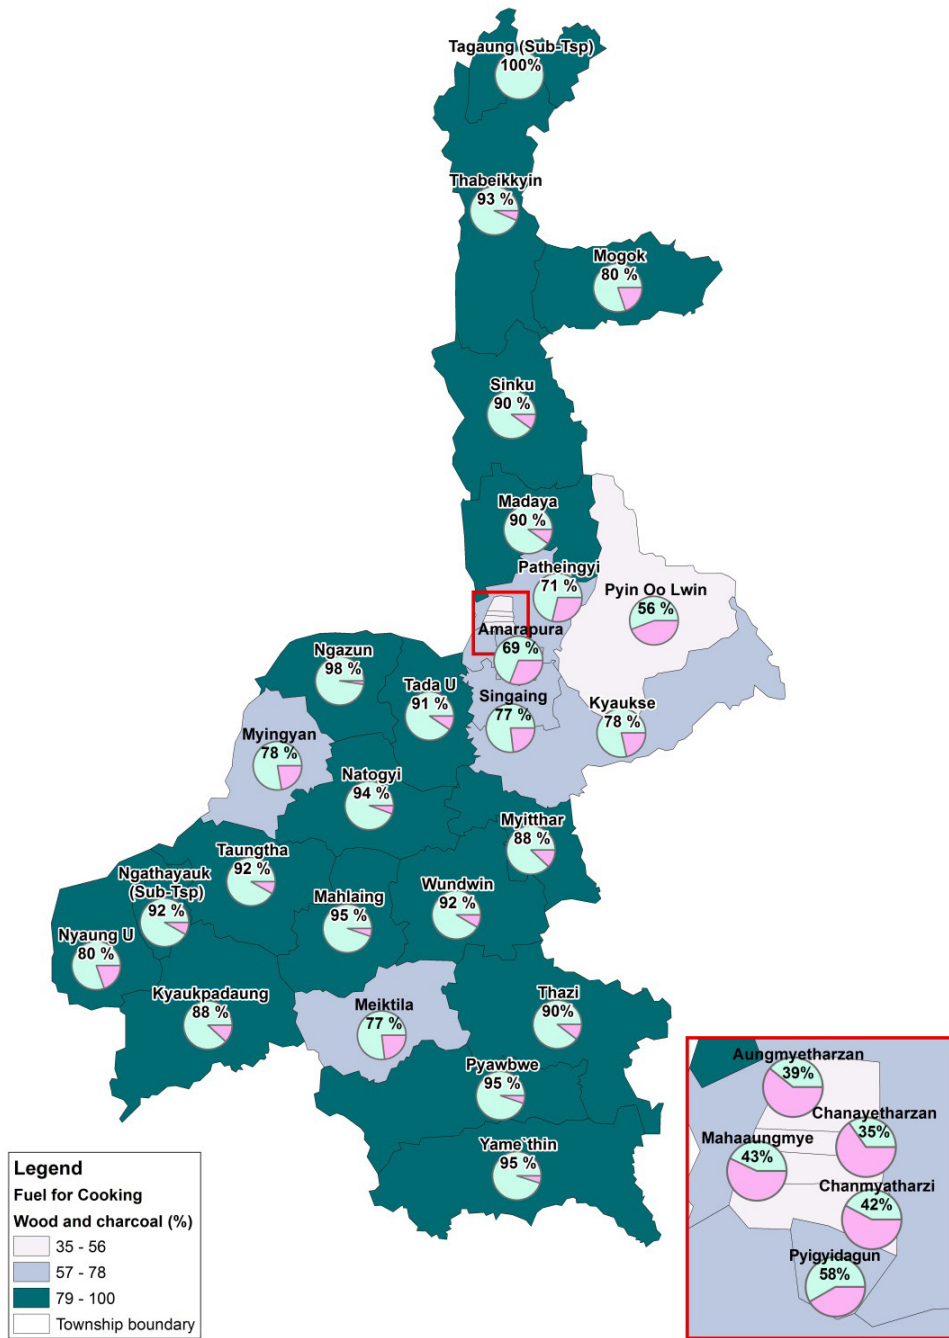 Tagaung (Sub-Tsp)
100%
Thabeikkyin
93 %
Mogok
80 %
Sinku
90 %
Madaya
90 %
Patheingyi
71 %
Pyin Oo Lwin
56 %
Amarapura
69 %
Ngazun
98 %
Tada U
91 %
Singaing
77 %
Kyaukse
78 %
Myingyan
78 %
Natogyi
94 %
Myitthar
88 %
Taungtha
92 %
Ngathayauk
(Sub-Tsp)
92 %
Mahlaing
95 %
Wundwin
92 %
Nyaung U
80 %
Kyaukpadaung
88 %
Meiktila
77 %
Thazi
90%
Pyawbwe
95 %
Yame`thin
95 %
Aungmyetharzan
39%
Chanayetharzan
35%
Mahaaungmye
43%
Chanmyatharzi
42%
Pyigyidagun
58%
Legend
Fuel for Cooking
Wood and charcoal (%)
35 - 56
57 - 78
79 - 100
Township boundary